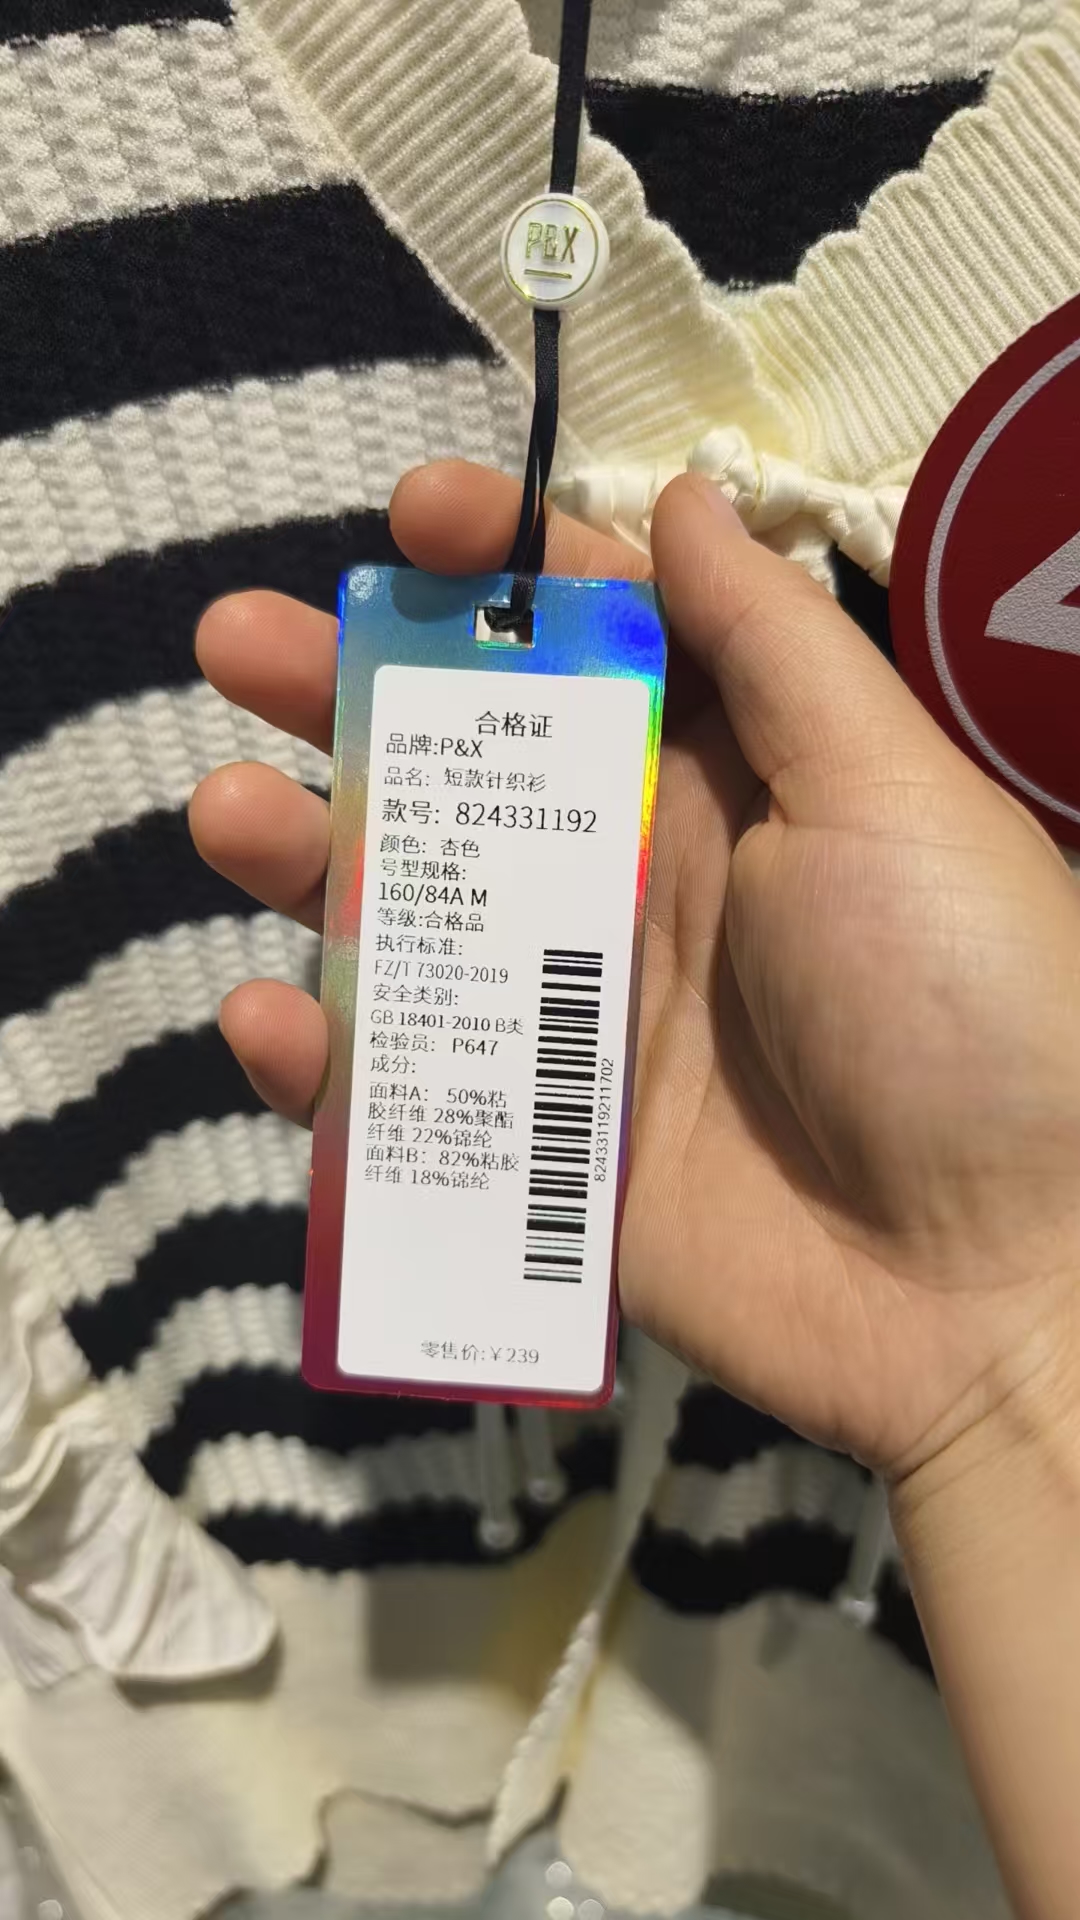 P&X
合格证
品牌:P&X
品名: 短款针织衫
款号: 824331192
颜色: 杏色
号型规格:
160/84A M
等级:合格品
执行标准:
FZ/T 73020-2019
安全类别:
GB 18401-2010 B类
检验员: P647
成分:
面料A: 50%粘
胶纤维 28%聚酯
纤维 22%锦纶
面料B: 82%粘胶
纤维 18%锦纶
82433119211702
零售价:¥239